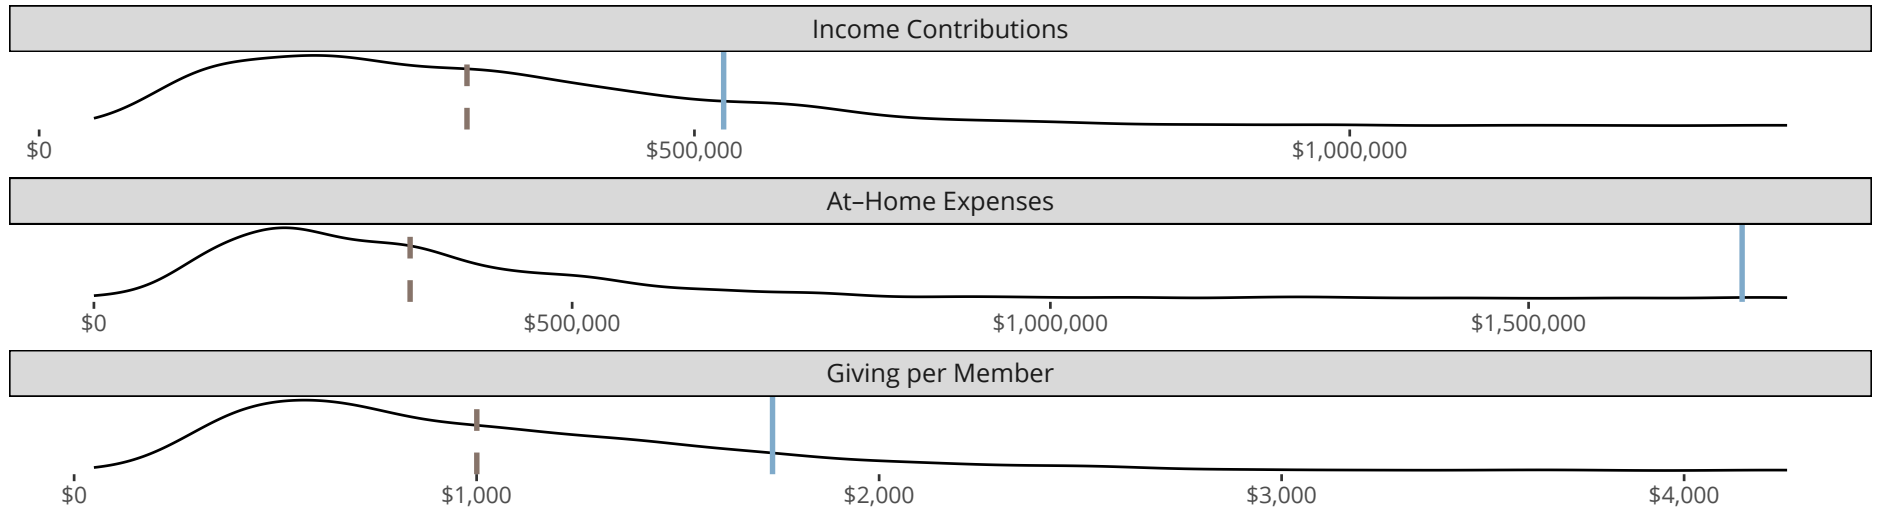 Income Contributions
$0 $500,000 $1,000,000
At–Home Expenses
$0 $500,000 $1,000,000 $1,500,000
Giving per Member
$0 $1,000 $2,000 $3,000 $4,000